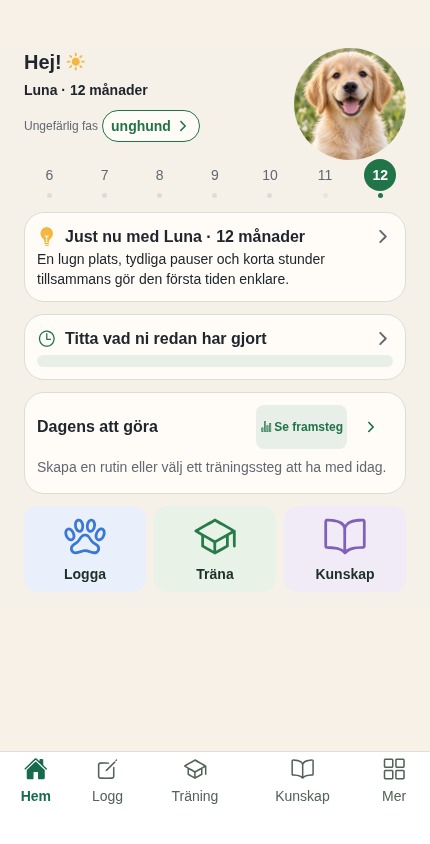 Hej!
Luna · 12 månader
Ungefärlig fas unghund
6 7 8 9 10 11 12
Just nu med Luna · 12 månader
En lugn plats, tydliga pauser och korta stunder
tillsammans gör den första tiden enklare.
Titta vad ni redan har gjort
Dagens att göra
Se framsteg
Skapa en rutin eller välj ett träningssteg att ha med idag.
Logga Träna Kunskap
Hem Logg Träning Kunskap Mer